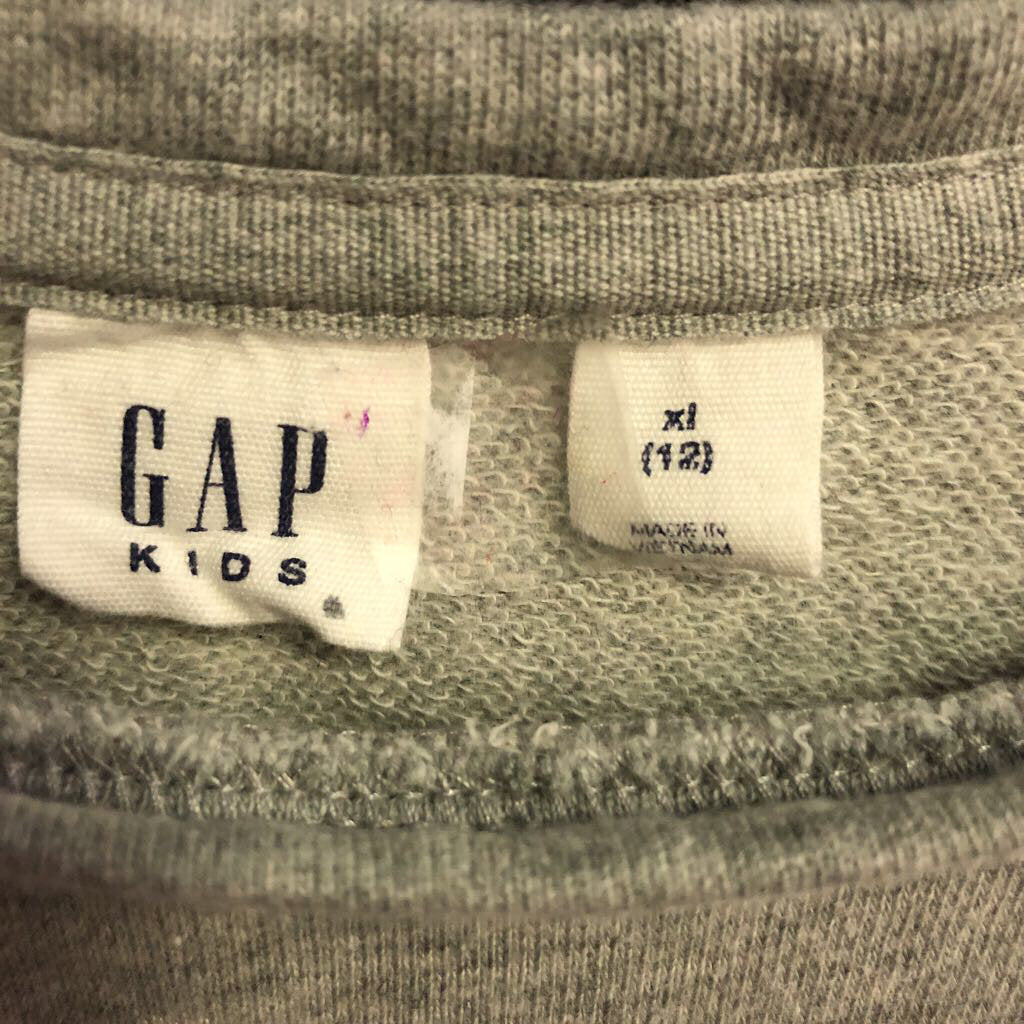 GAP
KIDS
xl
(12)
MADE IN
VIETNAM